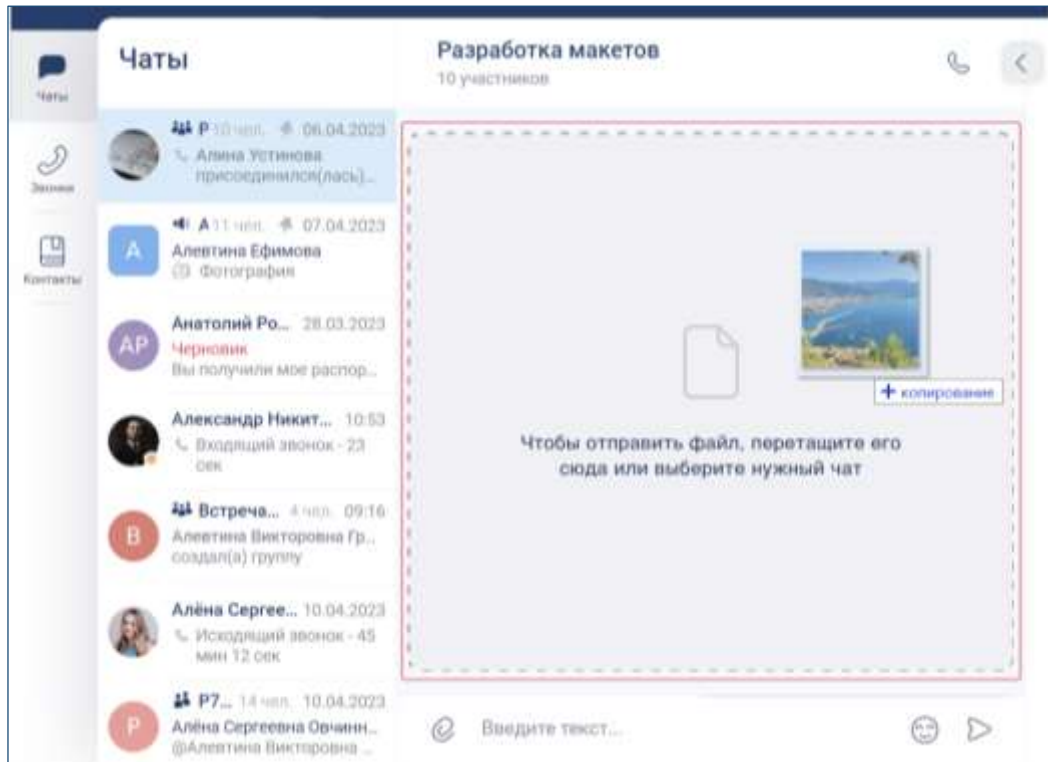 Чаты
Звонки
Контакты
Чаты
Р 10 чел. 06.04.2023
Алина Устинова
присоединился(лась)...
А 11 чел. 07.04.2023
А
Алевтина Ефимова
Фотография
Анатолий Ро... 28.03.2023
АР
Черновик
Вы получили мое распор...
Александр Никит... 10:53
Входящий звонок - 23
сек
Встреча... 4 чел. 09:16
В
Алевтина Викторовна Гр...
создал(а) группу
Алёна Сергее... 10.04.2023
Исходящий звонок - 45
мин 12 сек
Р7... 14 чел. 10.04.2023
Р
Алёна Сергеевна Овчинн...
@Алевтина Викторовна ...
Разработка макетов
10 участников
+ копирование
Чтобы отправить файл, перетащите его
сюда или выберите нужный чат
Введите текст...